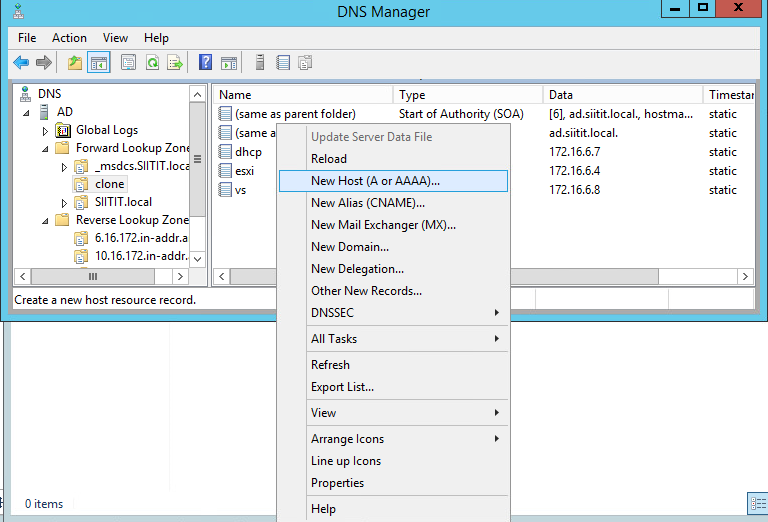 DNS Manager
File Action View Help
DNS
AD
Global Logs
Forward Lookup Zone
_msdcs.SIITIT.loca
clone
SIITIT.local
Reverse Lookup Zone
6.16.172.in-addr.a
10.16.172.in-addr.
Name Type Data Timestar
(same as parent folder) Start of Authority (SOA) [6], ad.siitit.local., hostma... static
(same a ad.siitit.local. static
dhcp 172.16.6.7 static
esxi 172.16.6.4 static
vs 172.16.6.8 static
Update Server Data File
Reload
New Host (A or AAAA)...
New Alias (CNAME)...
New Mail Exchanger (MX)...
New Domain...
New Delegation...
Other New Records...
DNSSEC
All Tasks
Refresh
Export List...
View
Arrange Icons
Line up Icons
Properties
Help
Create a new host resource record.
0 items